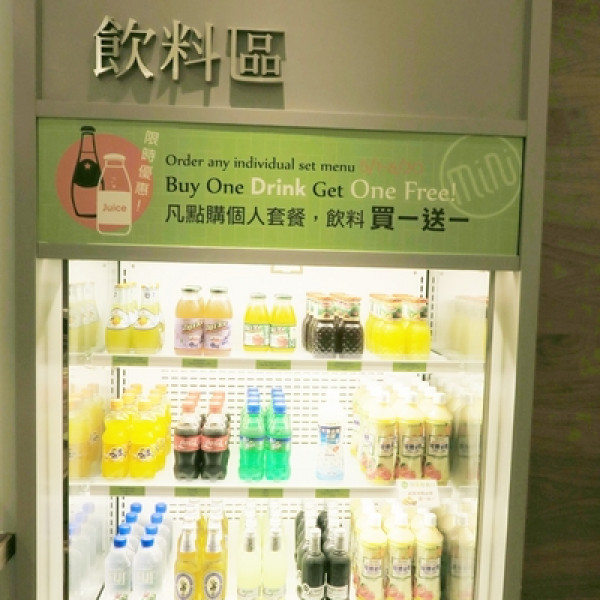 飲料區
限時優惠!
Juice
Order any individual set menu
Buy One Drink Get One Free!
凡點購個人套餐,飲料 買一送一
mini